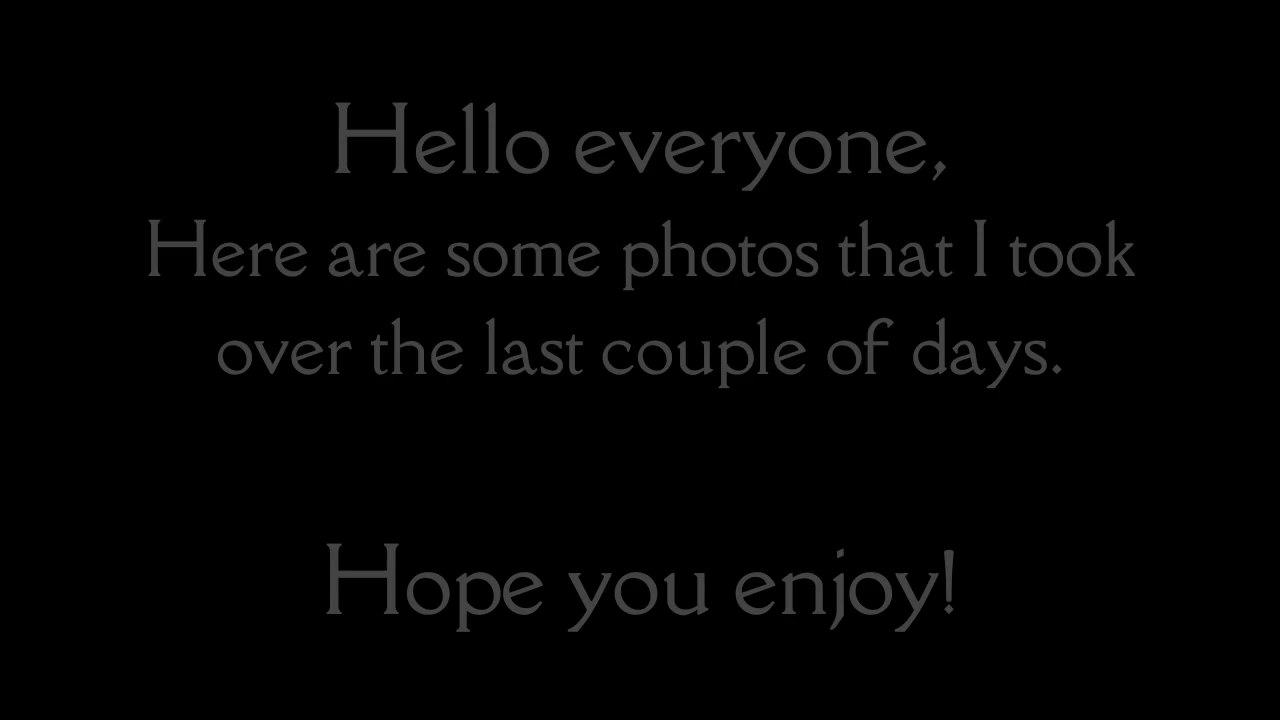 Hello everyone,
Here are some photos that I took
over the last couple of days.
Hope you enjoy!